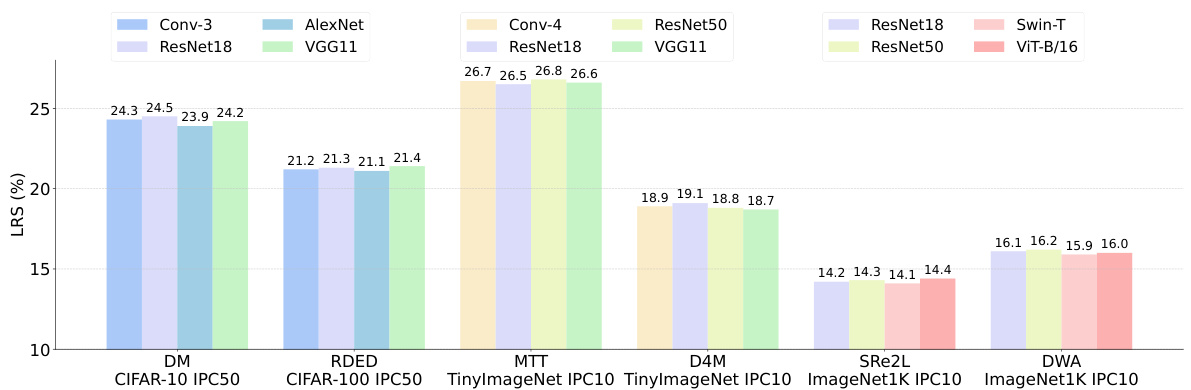 Conv-3 AlexNet
ResNet18 VGG11
Conv-4 ResNet50
ResNet18 VGG11
ResNet18 Swin-T
ResNet50 ViT-B/16
LRS (%)
25
20
15
10
24.3 24.5 23.9 24.2
21.2 21.3 21.1 21.4
26.7 26.5 26.8 26.6
18.9 19.1 18.8 18.7
14.2 14.3 14.1 14.4
16.1 16.2 15.9 16.0
DM
CIFAR-10 IPC50
RDED
CIFAR-100 IPC50
MTT
TinyImageNet IPC10
D4M
TinyImageNet IPC10
SRe2L
ImageNet1K IPC10
DWA
ImageNet1K IPC10